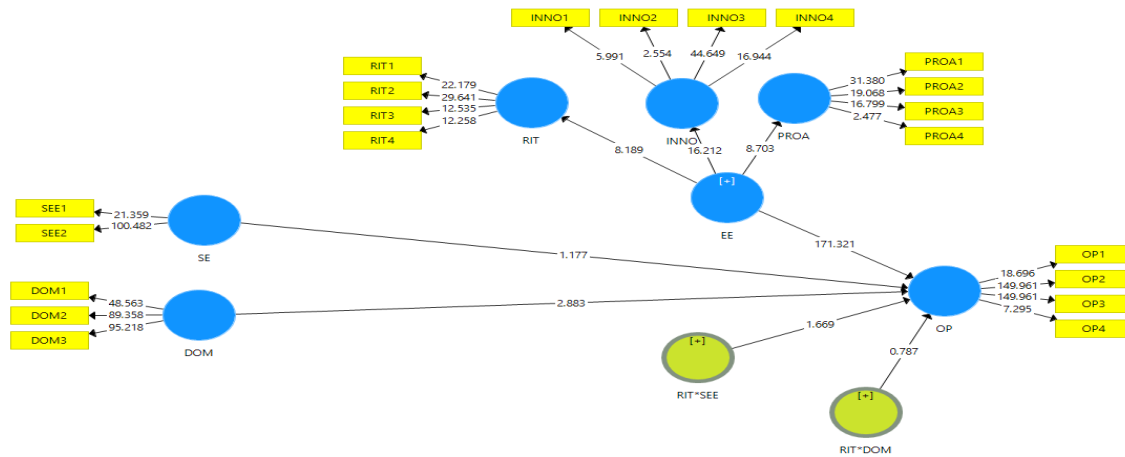 INNO1 INNO2 INNO3 INNO4
5.991 2.554 44.649 16.944
RIT1
RIT2
RIT3
RIT4
22.179
29.641
12.535
12.258
RIT
INNO
PROA
31.380
19.068
16.799
2.477
PROA1
PROA2
PROA3
PROA4
8.189
16.212
8.703
[+]
EE
SEE1
SEE2
21.359
100.482
SE
1.177
171.321
DOM1
DOM2
DOM3
48.563
89.358
95.218
DOM
2.883
OP
18.696
149.961
149.961
7.295
OP1
OP2
OP3
OP4
1.669
[+]
RIT*SEE
0.787
[+]
RIT*DOM